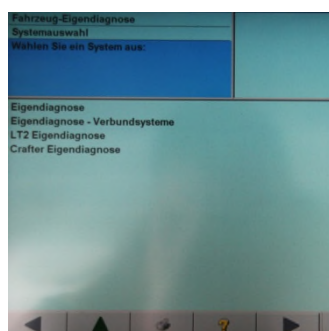 Fahrzeug-Eigendiagnose
Systemauswahl
Wählen Sie ein System aus:
Eigendiagnose
Eigendiagnose - Verbundsysteme
LT2 Eigendiagnose
Crafter Eigendiagnose
?